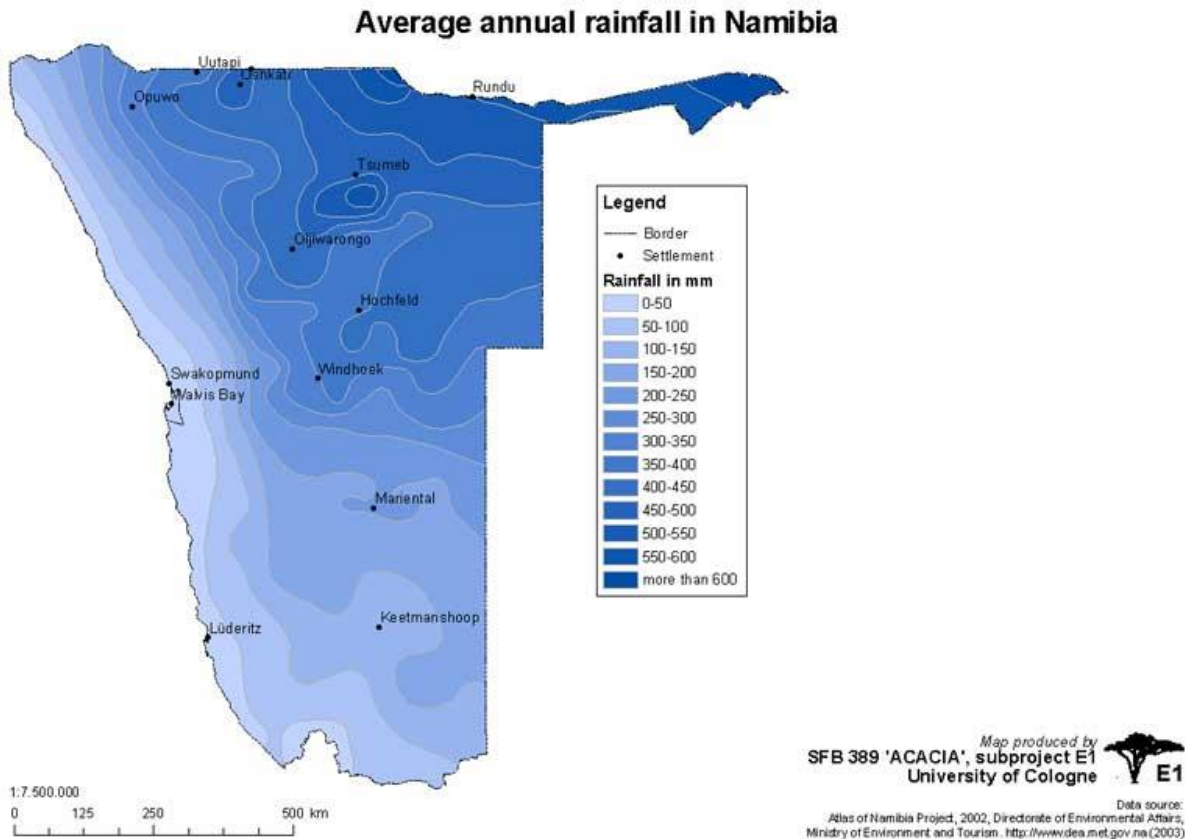 Average annual rainfall in Namibia
Uutapi
Oshkati
Opuwo
Rundu
Tsumeb
Otjiwarongo
Hochfeld
Swakopmund
Windhoek
Walvis Bay
Mariental
Keetmanshoop
Lüderitz
Legend
Border
Settlement
Rainfall in mm
0-50
50-100
100-150
150-200
200-250
250-300
300-350
350-400
400-450
450-500
500-550
550-600
more than 600
Map produced by
SFB 389 'ACACIA', subproject E1
University of Cologne
E1
1:7.500.000
0 125 250 500 km
Data source:
Atlas of Namibia Project, 2002, Directorate of Environmental Affairs,
Ministry of Environment and Tourism. http://www.dea.met.gov.na (2003)